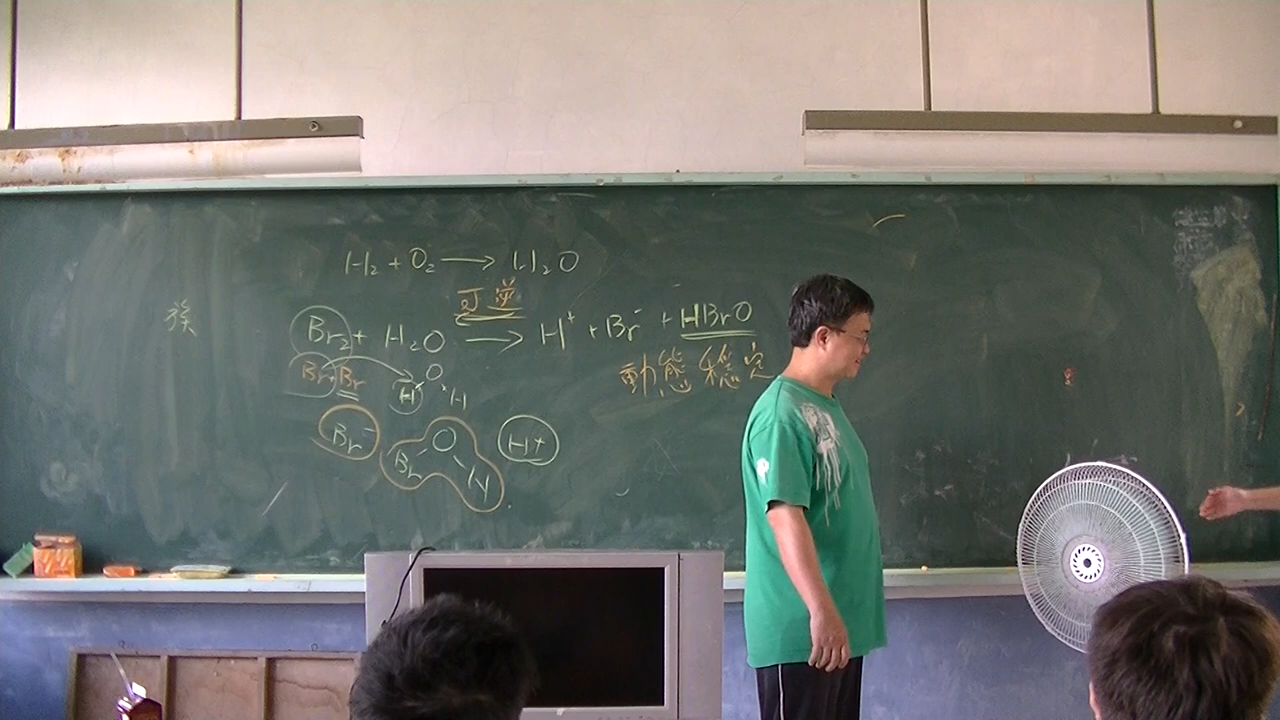 H₂ + O₂ → H₂O
可逆
族
Br₂ + H₂O → H⁺ + Br⁻ + HBrO
Br Br H O H
動態穩定
Br⁻ Br O H H+